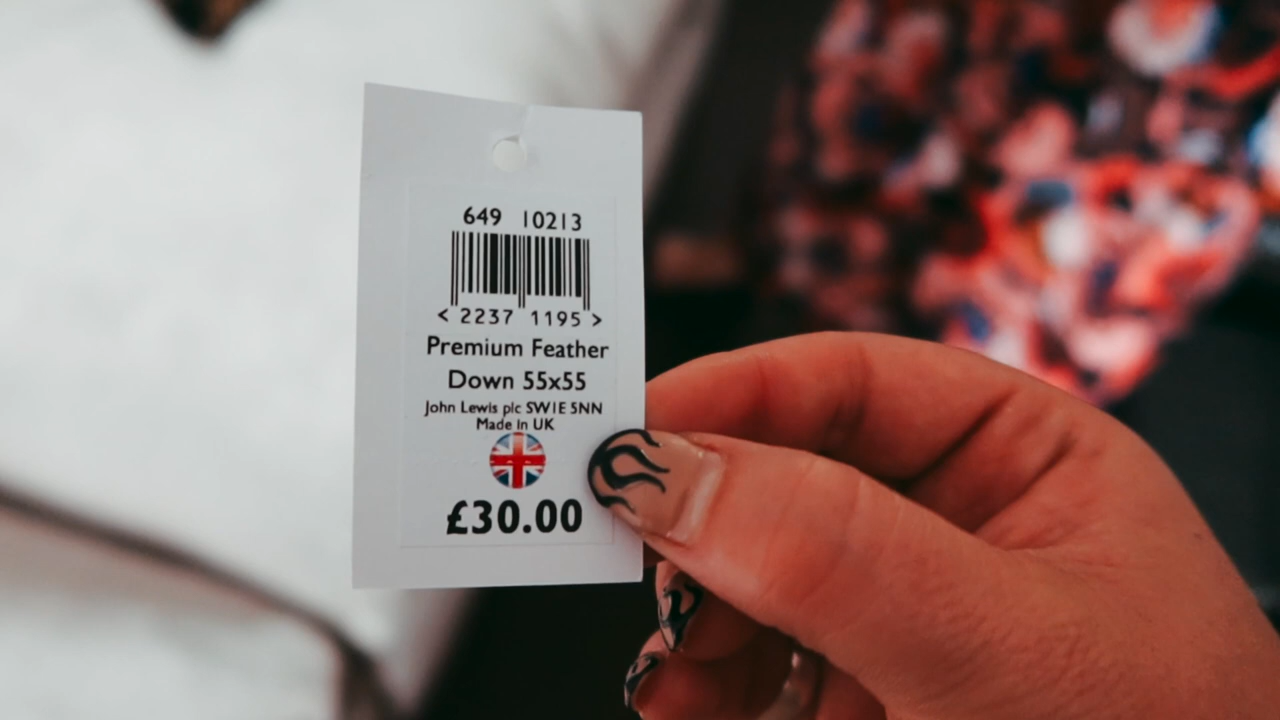 649 10213
< 2237 1195 >
Premium Feather
Down 55x55
John Lewis plc SW1E 5NN
Made in UK
£30.00